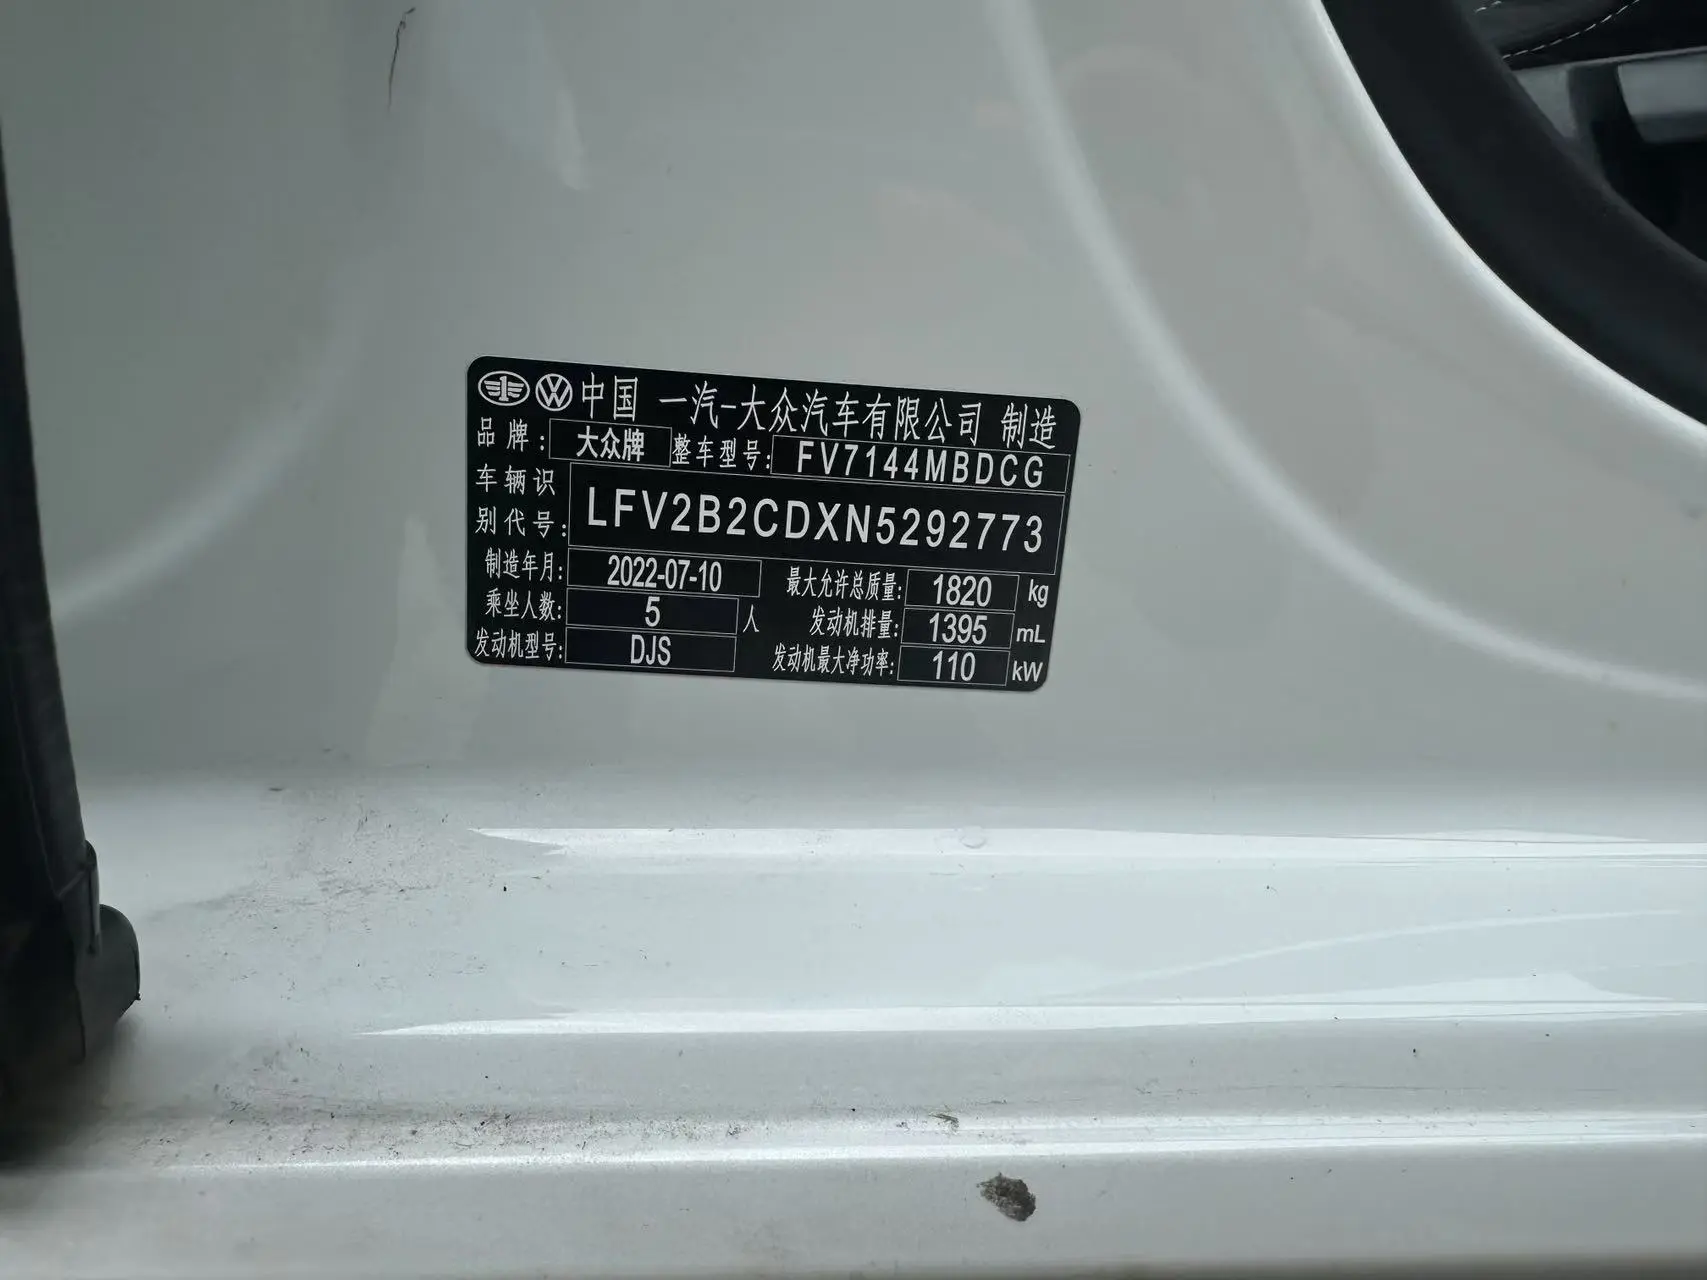 中国 一汽-大众汽车有限公司 制造
品牌: 大众牌 整车型号: FV7144MBDCG
车辆识别代号: LFV2B2CDXN5292773
制造年月: 2022-07-10 最大允许总质量: 1820 kg
乘坐人数: 5 人 发动机排量: 1395 mL
发动机型号: DJS 发动机最大净功率: 110 kW